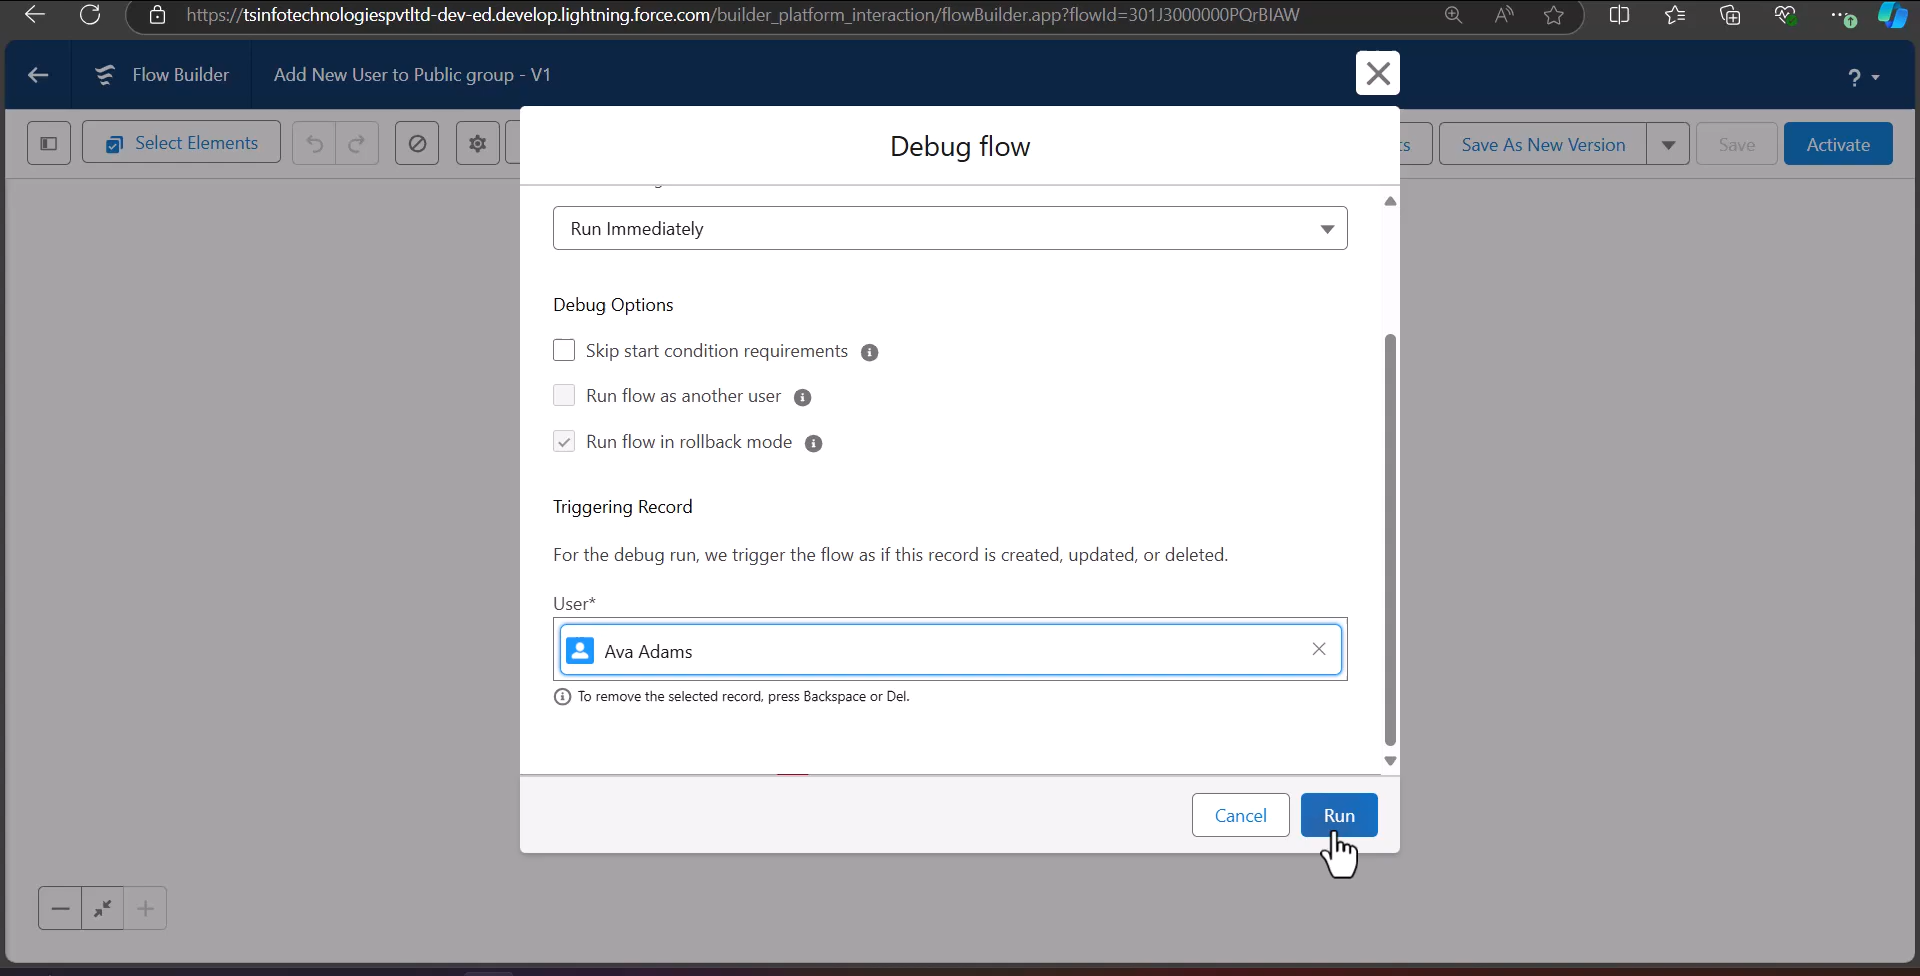 https://tsinfotechnologiespvtltd-dev-ed.develop.lightning.force.com/builder_platform_interaction/flowBuilder.app?flowId=301J3000000PQrBIAW
Flow Builder
Add New User to Public group - V1
?
Select Elements
Debug flow
Save As New Version
Save
Activate
Run Immediately
Debug Options
Skip start condition requirements
Run flow as another user
Run flow in rollback mode
Triggering Record
For the debug run, we trigger the flow as if this record is created, updated, or deleted.
User*
Ava Adams
To remove the selected record, press Backspace or Del.
Cancel
Run